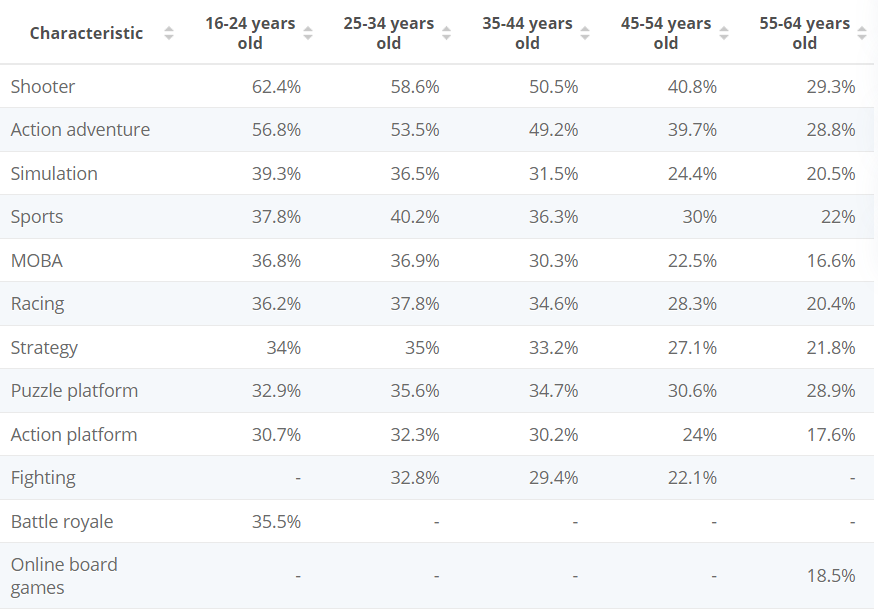 Characteristic 16-24 years old 25-34 years old 35-44 years old 45-54 years old 55-64 years old
Shooter 62.4% 58.6% 50.5% 40.8% 29.3%
Action adventure 56.8% 53.5% 49.2% 39.7% 28.8%
Simulation 39.3% 36.5% 31.5% 24.4% 20.5%
Sports 37.8% 40.2% 36.3% 30% 22%
MOBA 36.8% 36.9% 30.3% 22.5% 16.6%
Racing 36.2% 37.8% 34.6% 28.3% 20.4%
Strategy 34% 35% 33.2% 27.1% 21.8%
Puzzle platform 32.9% 35.6% 34.7% 30.6% 28.9%
Action platform 30.7% 32.3% 30.2% 24% 17.6%
Fighting - 32.8% 29.4% 22.1% -
Battle royale 35.5% - - - -
Online board games - - - - 18.5%